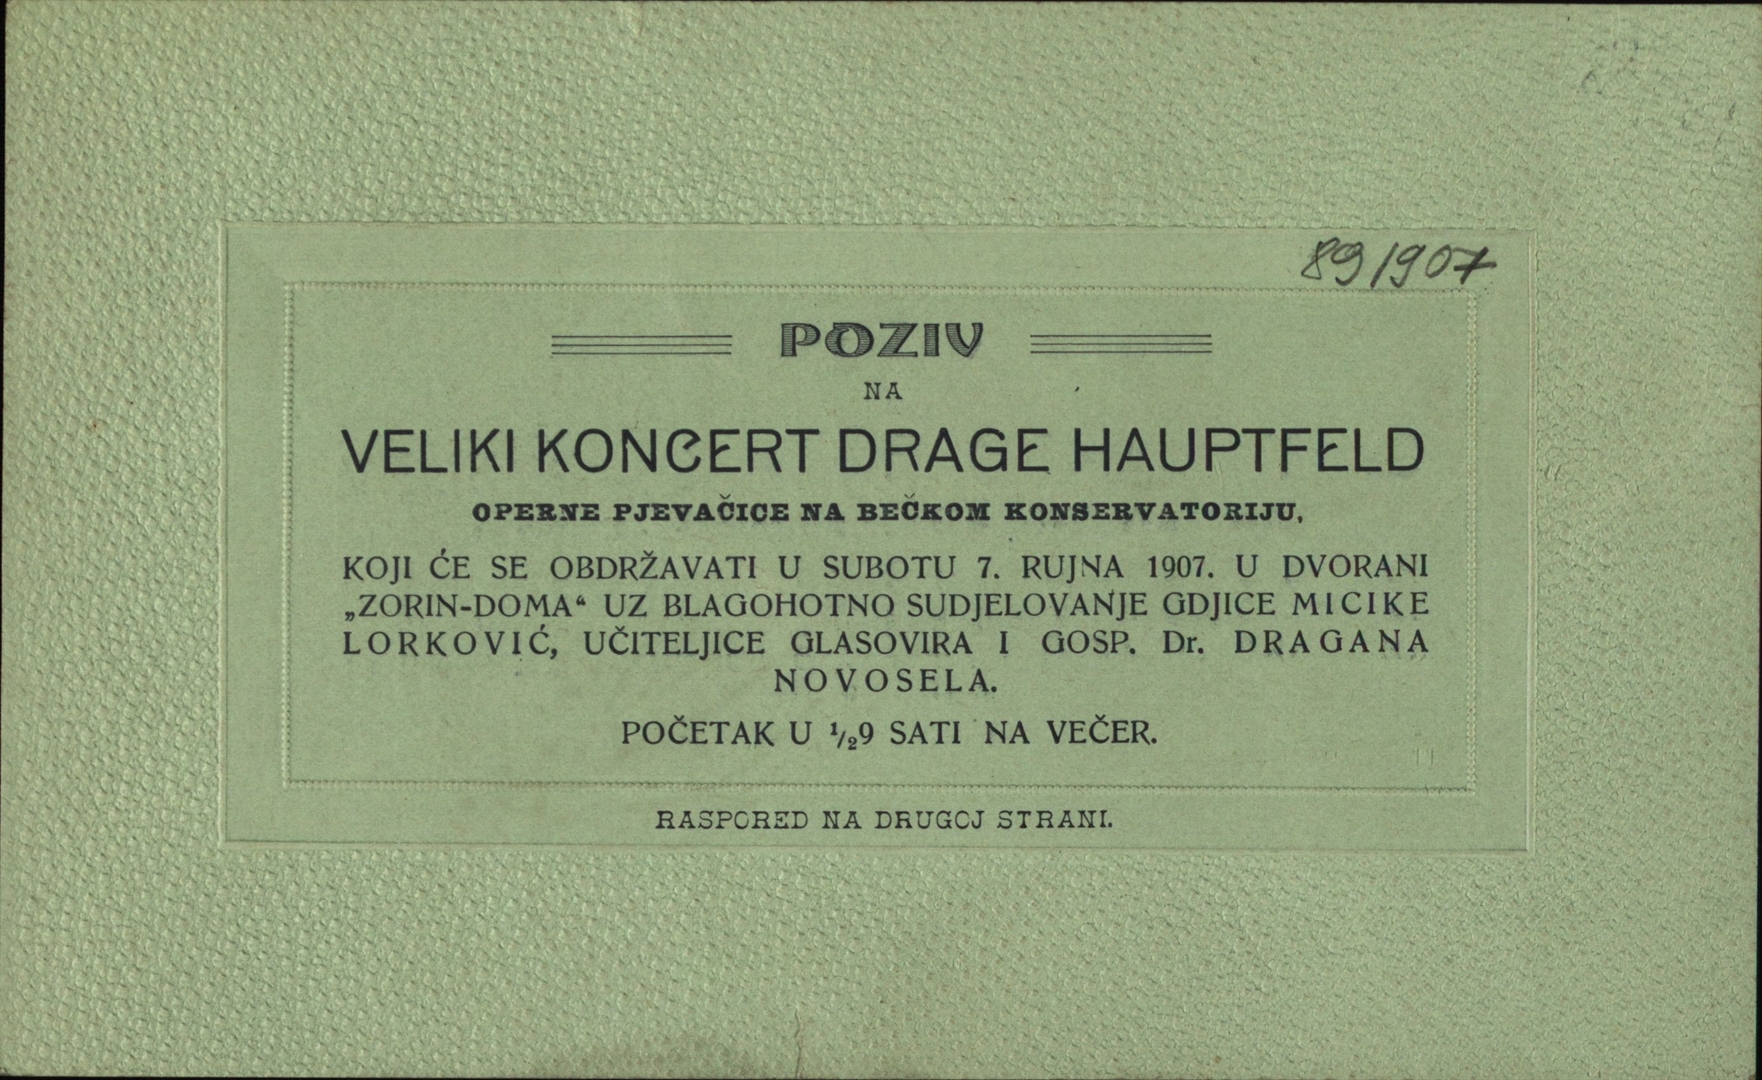 89/907
POZIV
NA
VELIKI KONCERT DRAGE HAUPTFELD
OPERNE PJEVAČICE NA BEČKOM KONSERVATORIJU,
KOJI ĆE SE OBDRŽAVATI U SUBOTU 7. RUJNA 1907. U DVORANI
„ZORIN-DOMA“ UZ BLAGOHOTNO SUDJELOVANJE GDJICE MICIKE
LORKOVIĆ, UČITELJICE GLASOVIRA I GOSP. Dr. DRAGANA
NOVOSELA.
POČETAK U ½9 SATI NA VEČER.
RASPORED NA DRUGOJ STRANI.